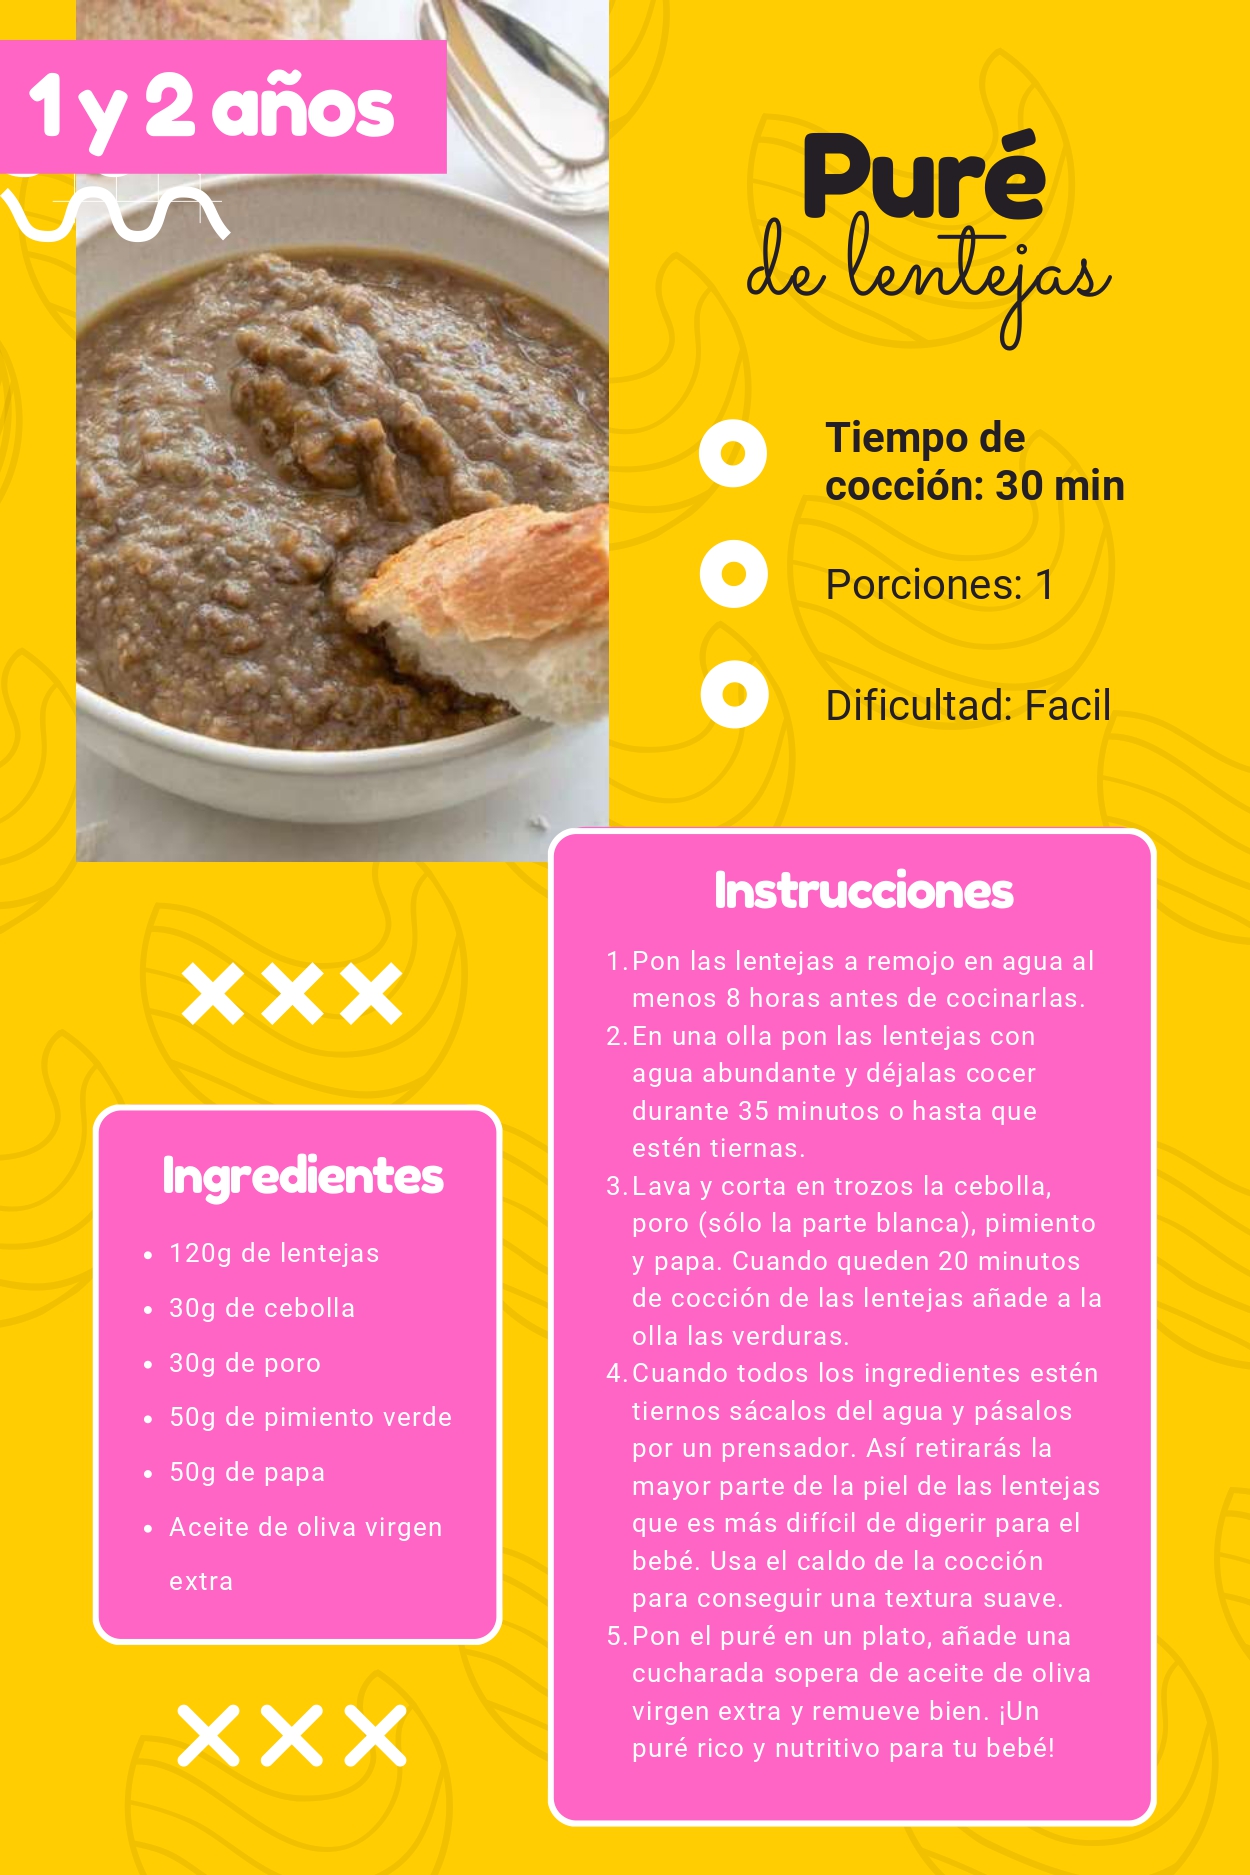 1 y 2 años
Puré
de lentejas
Tiempo de
cocción: 30 min
Porciones: 1
Dificultad: Facil
Instrucciones
1. Pon las lentejas a remojo en agua al
menos 8 horas antes de cocinarlas.
2. En una olla pon las lentejas con
agua abundante y déjalas cocer
durante 35 minutos o hasta que
estén tiernas.
3. Lava y corta en trozos la cebolla,
poro (sólo la parte blanca), pimiento
y papa. Cuando queden 20 minutos
de cocción de las lentejas añade a la
olla las verduras.
4. Cuando todos los ingredientes estén
tiernos sácalos del agua y pásalos
por un prensador. Así retirarás la
mayor parte de la piel de las lentejas
que es más difícil de digerir para el
bebé. Usa el caldo de la cocción
para conseguir una textura suave.
5. Pon el puré en un plato, añade una
cucharada sopera de aceite de oliva
virgen extra y remueve bien. ¡Un
puré rico y nutritivo para tu bebé!
Ingredientes
• 120g de lentejas
• 30g de cebolla
• 30g de poro
• 50g de pimiento verde
• 50g de papa
• Aceite de oliva virgen
extra